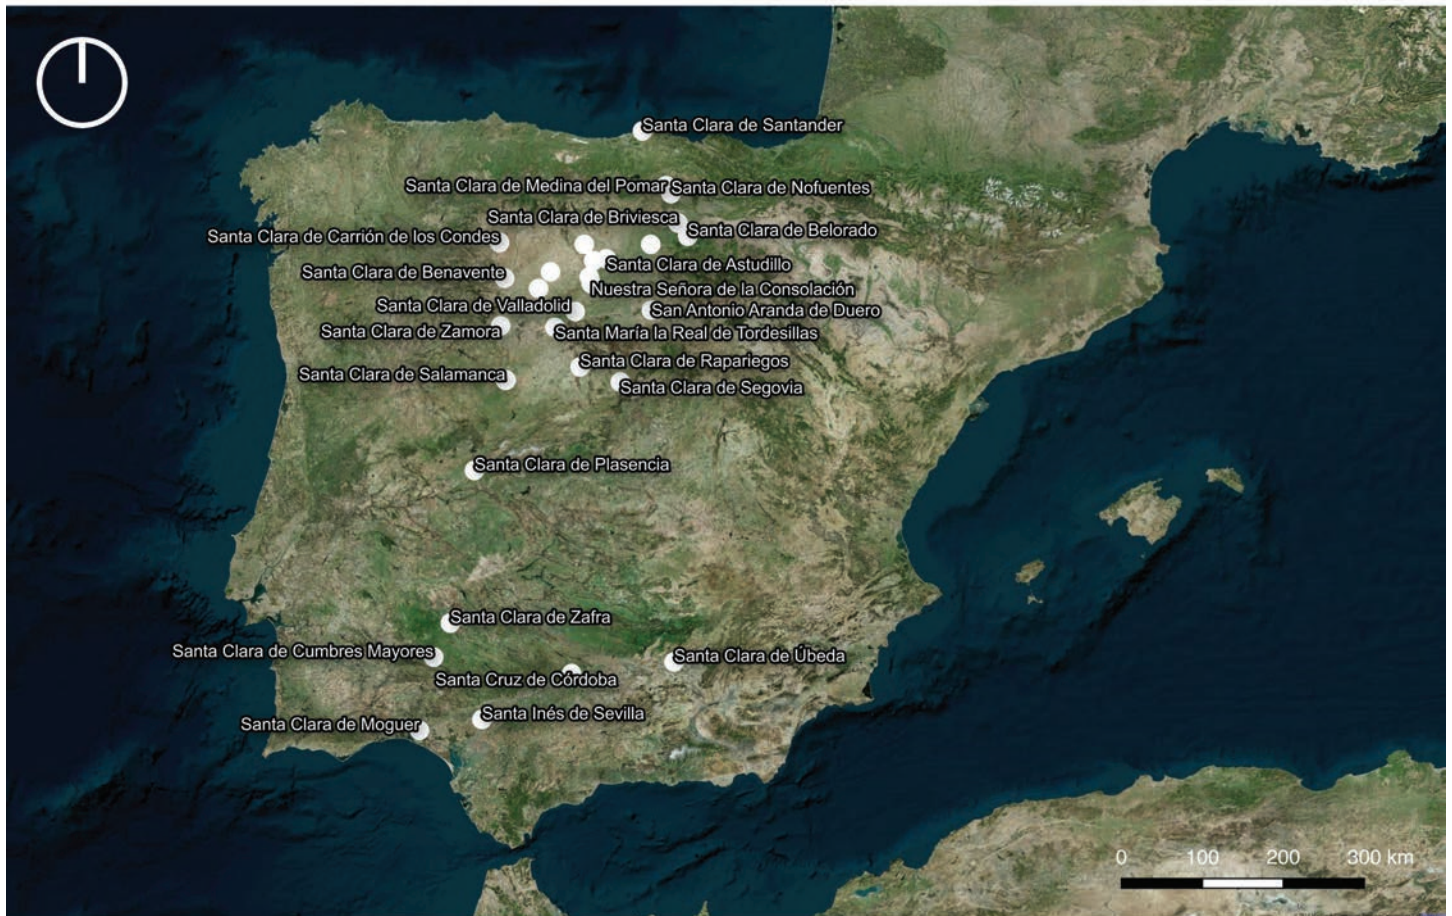 Santa Clara de Santander
Santa Clara de Medina del Pomar
Santa Clara de Nofuentes
Santa Clara de Briviesca
Santa Clara de Belorado
Santa Clara de Carrión de los Condes
Santa Clara de Astudillo
Santa Clara de Benavente
Nuestra Señora de la Consolación
Santa Clara de Valladolid
San Antonio Aranda de Duero
Santa Clara de Zamora
Santa María la Real de Tordesillas
Santa Clara de Rapariegos
Santa Clara de Salamanca
Santa Clara de Segovia
Santa Clara de Plasencia
Santa Clara de Zafra
Santa Clara de Cumbres Mayores
Santa Clara de Úbeda
Santa Cruz de Córdoba
Santa Inés de Sevilla
Santa Clara de Moguer
0 100 200 300 km